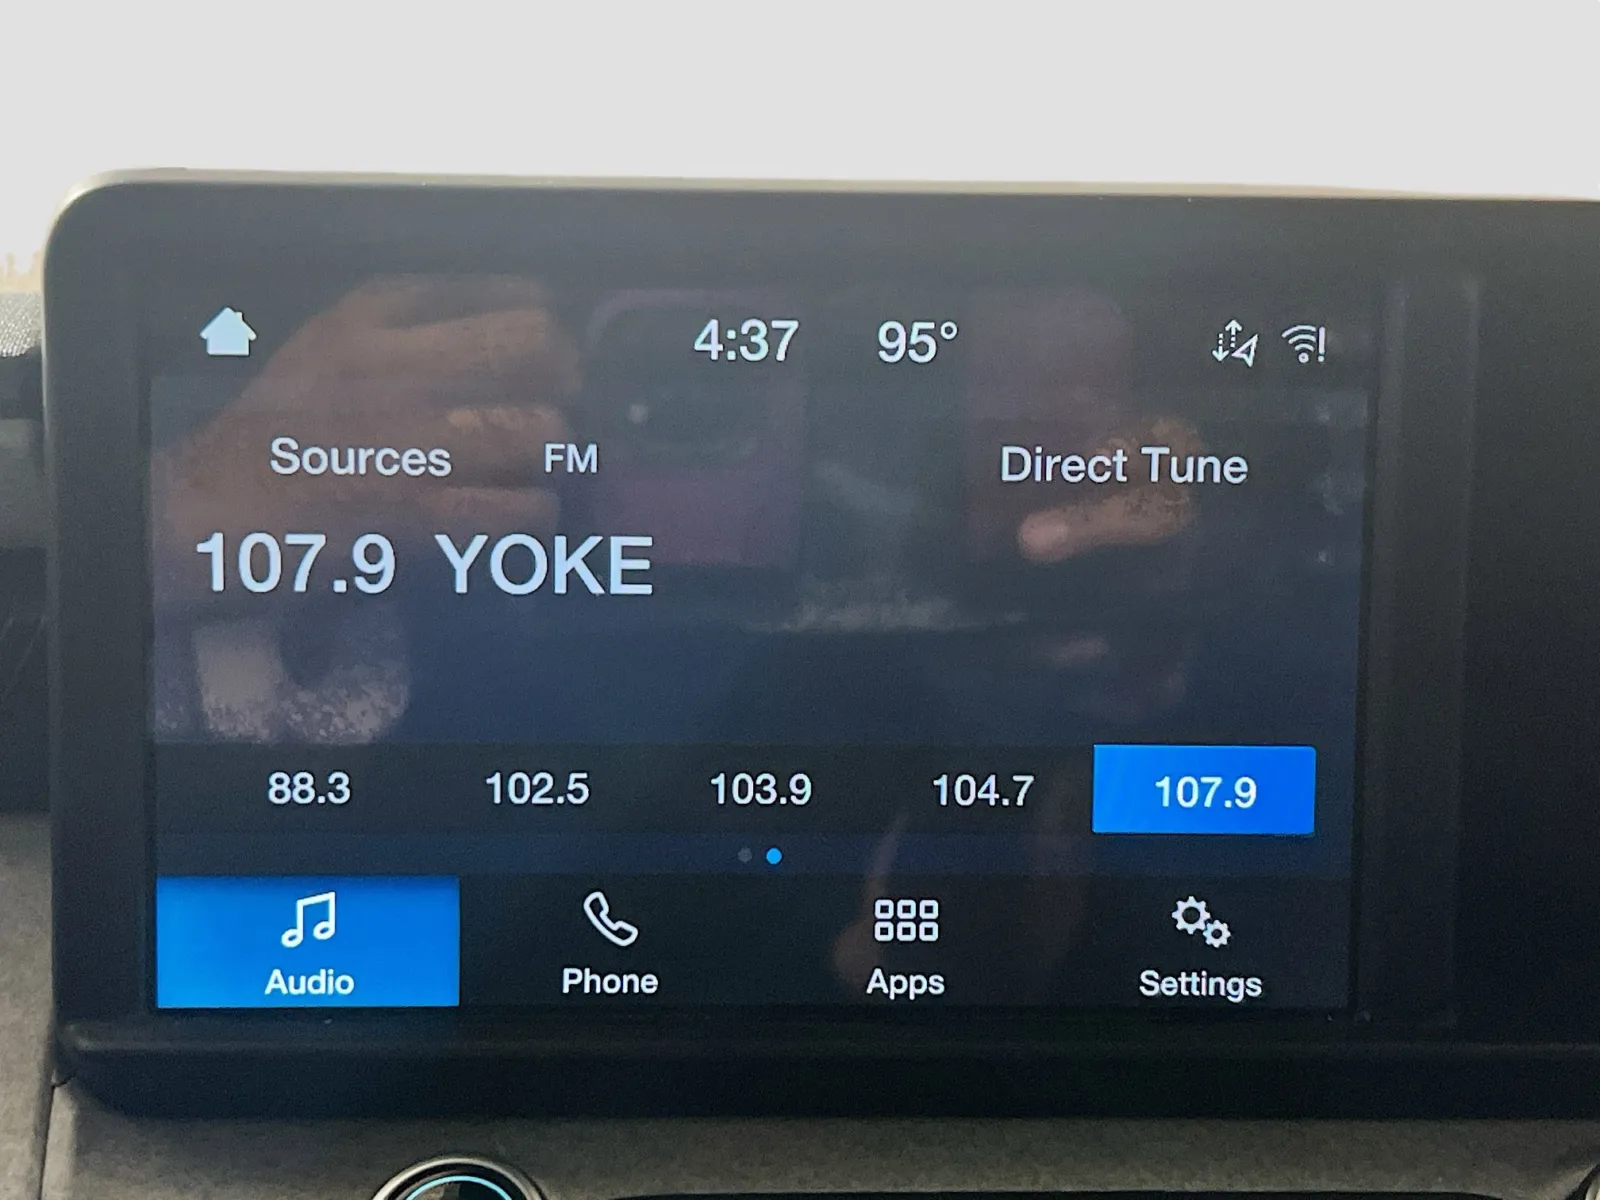 4:37 95°
Sources FM Direct Tune
107.9 YOKE
88.3 102.5 103.9 104.7 107.9
Audio Phone Apps Settings